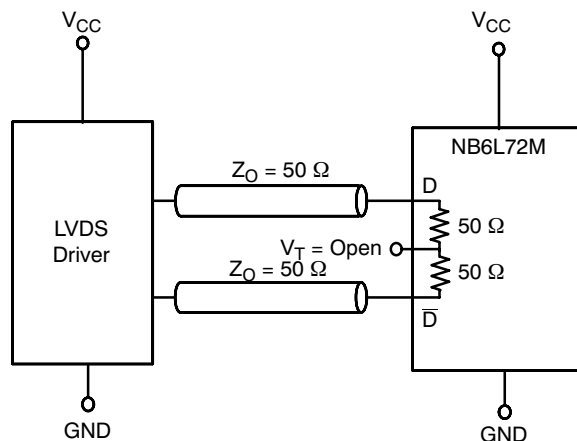 VCC
VCC
NB6L72M
ZO = 50 Ω
D
LVDS
Driver
50 Ω
VT = Open
ZO = 50 Ω
50 Ω
D̅
GND
GND